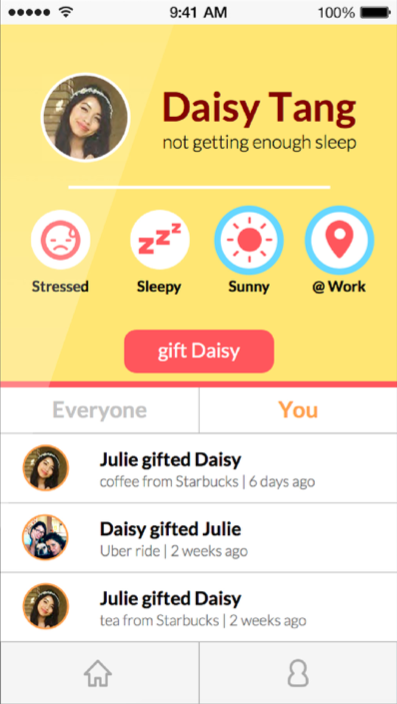 9:41 AM 100%
Daisy Tang
not getting enough sleep
z z z
Stressed Sleepy Sunny @ Work
gift Daisy
Everyone You
Julie gifted Daisy
coffee from Starbucks | 6 days ago
Daisy gifted Julie
Uber ride | 2 weeks ago
Julie gifted Daisy
tea from Starbucks | 2 weeks ago